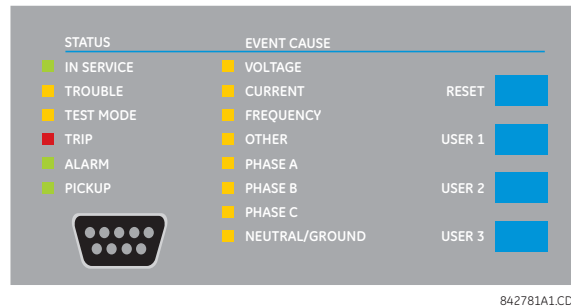 STATUS
IN SERVICE
TROUBLE
TEST MODE
TRIP
ALARM
PICKUP
EVENT CAUSE
VOLTAGE
CURRENT
FREQUENCY
OTHER
PHASE A
PHASE B
PHASE C
NEUTRAL/GROUND
RESET
USER 1
USER 2
USER 3
842781A1.CD